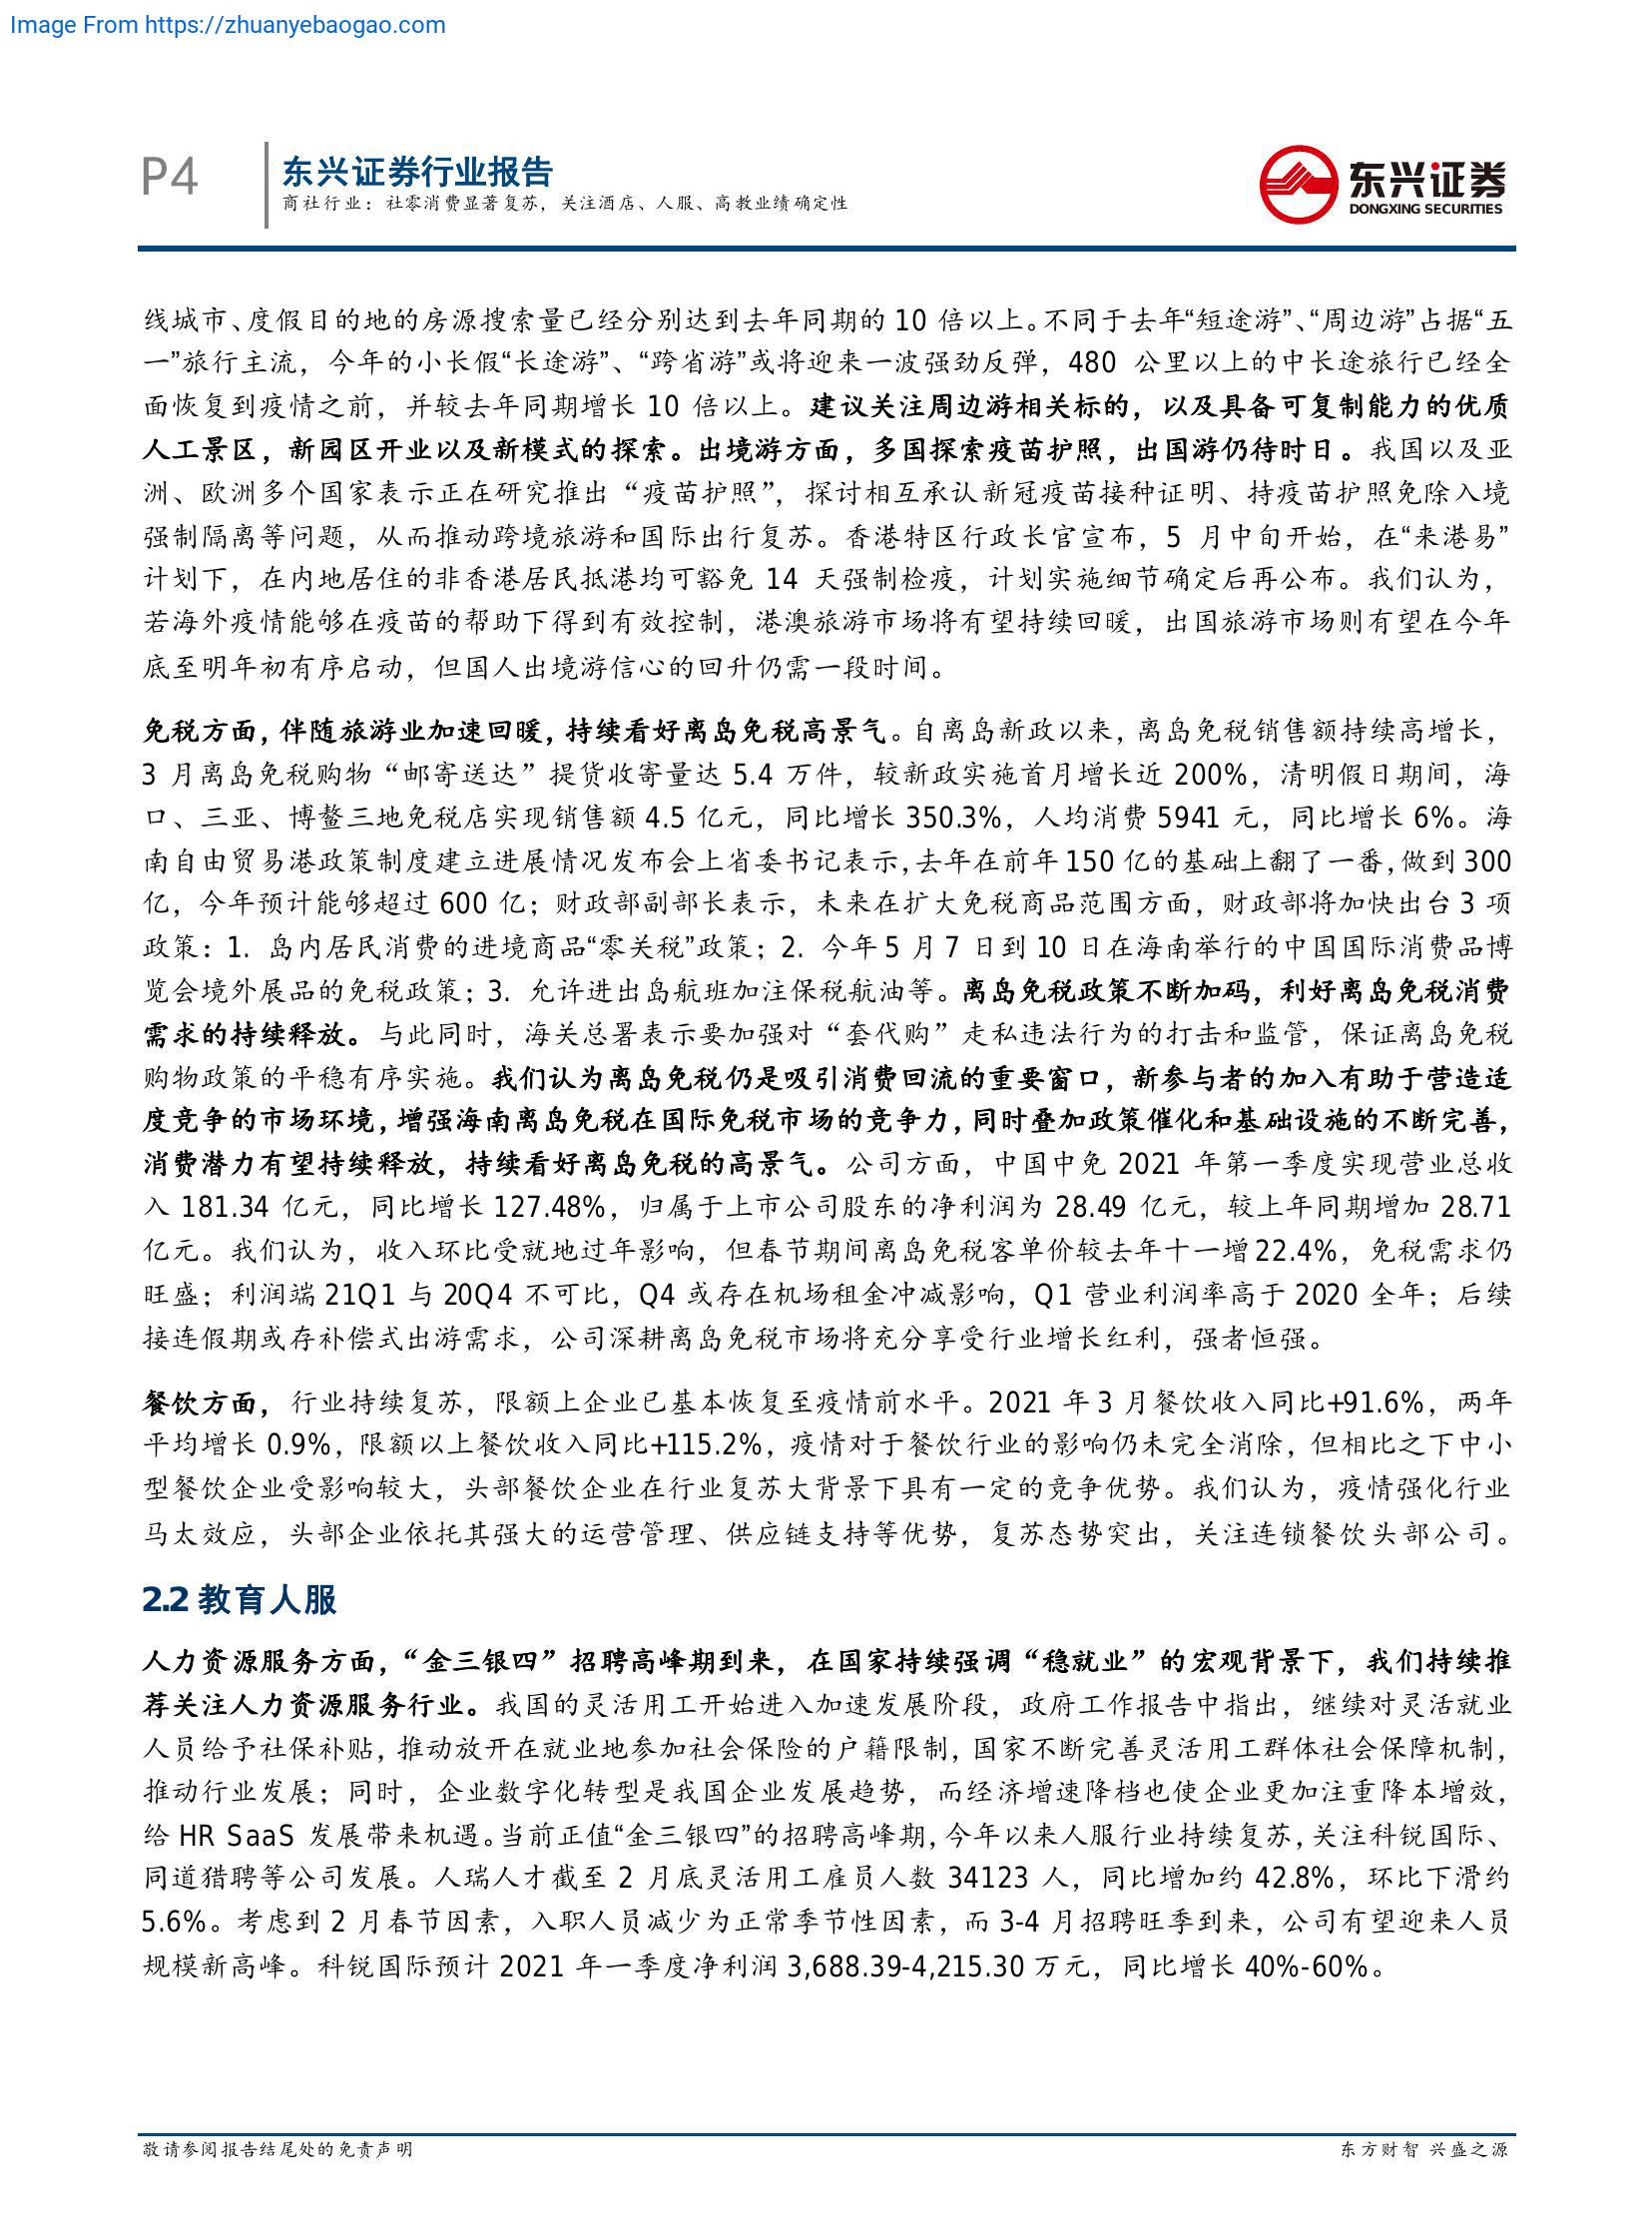 Image From https://zhuanyebaogao.com
P4
东兴证券行业报告
商社行业：社零消费显著复苏，关注酒店、人服、高教业绩确定性
东兴证券
DONGXING SECURITIES
线城市、度假目的地的房源搜索量已经分别达到去年同期的 10 倍以上。不同于去年“短途游”、“周边游”占据“五
一”旅行主流，今年的小长假“长途游”、“跨省游”或将迎来一波强劲反弹，480 公里以上的中长途旅行已经全
面恢复到疫情之前，并较去年同期增长 10 倍以上。建议关注周边游相关标的，以及具备可复制能力的优质
人工景区，新园区开业以及新模式的探索。出境游方面，多国探索疫苗护照，出国游仍待时日。我国以及亚
洲、欧洲多个国家表示正在研究推出“疫苗护照”，探讨相互承认新冠疫苗接种证明、持疫苗护照免除入境
强制隔离等问题，从而推动跨境旅游和国际出行复苏。香港特区行政长官宣布，5 月中旬开始，在“来港易”
计划下，在内地居住的非香港居民抵港均可豁免 14 天强制检疫，计划实施细节确定后再公布。我们认为，
若海外疫情能够在疫苗的帮助下得到有效控制，港澳旅游市场将有望持续回暖，出国旅游市场则有望在今年
底至明年初有序启动，但国人出境游信心的回升仍需一段时间。
免税方面，伴随旅游业加速回暖，持续看好离岛免税高景气。自离岛新政以来，离岛免税销售额持续高增长，
3 月离岛免税购物“邮寄送达”提货收寄量达 5.4 万件，较新政实施首月增长近 200%，清明假日期间，海
口、三亚、博鳌三地免税店实现销售额 4.5 亿元，同比增长 350.3%，人均消费 5941 元，同比增长 6%。海
南自由贸易港政策制度建立进展情况发布会上省委书记表示，去年在前年 150 亿的基础上翻了一番，做到 300
亿，今年预计能够超过 600 亿；财政部副部长表示，未来在扩大免税商品范围方面，财政部将加快出台 3 项
政策：1. 岛内居民消费的进境商品“零关税”政策；2. 今年 5 月 7 日到 10 日在海南举行的中国国际消费品博
览会境外展品的免税政策；3. 允许进出岛航班加注保税航油等。离岛免税政策不断加码，利好离岛免税消费
需求的持续释放。与此同时，海关总署表示要加强对“套代购”走私违法行为的打击和监管，保证离岛免税
购物政策的平稳有序实施。我们认为离岛免税仍是吸引消费回流的重要窗口，新参与者的加入有助于营造适
度竞争的市场环境，增强海南离岛免税在国际免税市场的竞争力，同时叠加政策催化和基础设施的不断完善，
消费潜力有望持续释放，持续看好离岛免税的高景气。公司方面，中国中免 2021 年第一季度实现营业总收
入 181.34 亿元，同比增长 127.48%，归属于上市公司股东的净利润为 28.49 亿元，较上年同期增加 28.71
亿元。我们认为，收入环比受就地过年影响，但春节期间离岛免税客单价较去年十一增 22.4%，免税需求仍
旺盛；利润端 21Q1 与 20Q4 不可比，Q4 或存在机场租金冲减影响，Q1 营业利润率高于 2020 全年；后续
接连假期或存补偿式出游需求，公司深耕离岛免税市场将充分享受行业增长红利，强者恒强。
餐饮方面，行业持续复苏，限额上企业已基本恢复至疫情前水平。2021 年 3 月餐饮收入同比+91.6%，两年
平均增长 0.9%，限额以上餐饮收入同比+115.2%，疫情对于餐饮行业的影响仍未完全消除，但相比之下中小
型餐饮企业受影响较大，头部餐饮企业在行业复苏大背景下具有一定的竞争优势。我们认为，疫情强化行业
马太效应，头部企业依托其强大的运营管理、供应链支持等优势，复苏态势突出，关注连锁餐饮头部公司。
2.2 教育人服
人力资源服务方面，“金三银四”招聘高峰期到来，在国家持续强调“稳就业”的宏观背景下，我们持续推
荐关注人力资源服务行业。我国的灵活用工开始进入加速发展阶段，政府工作报告中指出，继续对灵活就业
人员给予社保补贴，推动放开在就业地参加社会保险的户籍限制，国家不断完善灵活用工群体社会保障机制，
推动行业发展；同时，企业数字化转型是我国企业发展趋势，而经济增速降档也使企业更加注重降本增效，
给 HR SaaS 发展带来机遇。当前正值“金三银四”的招聘高峰期，今年以来人服行业持续复苏，关注科锐国际、
同道猎聘等公司发展。人瑞人才截至 2 月底灵活用工雇员人数 34123 人，同比增加约 42.8%，环比下滑约
5.6%。考虑到 2 月春节因素，入职人员减少为正常季节性因素，而 3-4 月招聘旺季到来，公司有望迎来人员
规模新高峰。科锐国际预计 2021 年一季度净利润 3,688.39-4,215.30 万元，同比增长 40%-60%。
敬请参阅报告结尾处的免责声明
东方财智 兴盛之源